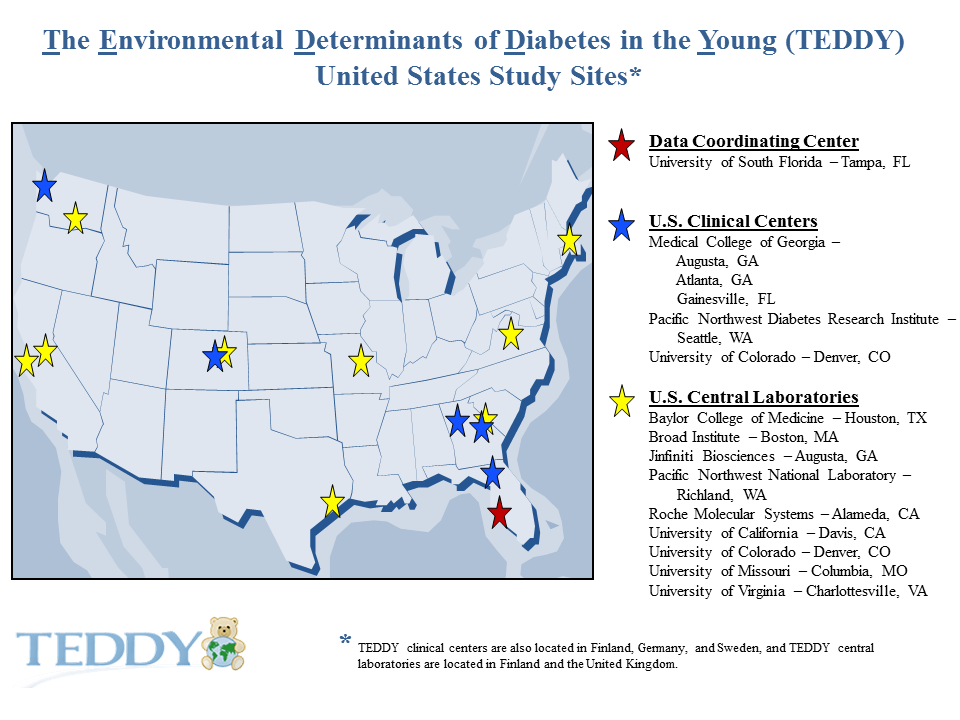 The Environmental Determinants of Diabetes in the Young (TEDDY)
United States Study Sites*
Data Coordinating Center
University of South Florida – Tampa, FL
U.S. Clinical Centers
Medical College of Georgia –
Augusta, GA
Atlanta, GA
Gainesville, FL
Pacific Northwest Diabetes Research Institute –
Seattle, WA
University of Colorado – Denver, CO
U.S. Central Laboratories
Baylor College of Medicine – Houston, TX
Broad Institute – Boston, MA
Jinfiniti Biosciences – Augusta, GA
Pacific Northwest National Laboratory –
Richland, WA
Roche Molecular Systems – Alameda, CA
University of California – Davis, CA
University of Colorado – Denver, CO
University of Missouri – Columbia, MO
University of Virginia – Charlottesville, VA
TEDDY
* TEDDY clinical centers are also located in Finland, Germany, and Sweden, and TEDDY central
laboratories are located in Finland and the United Kingdom.